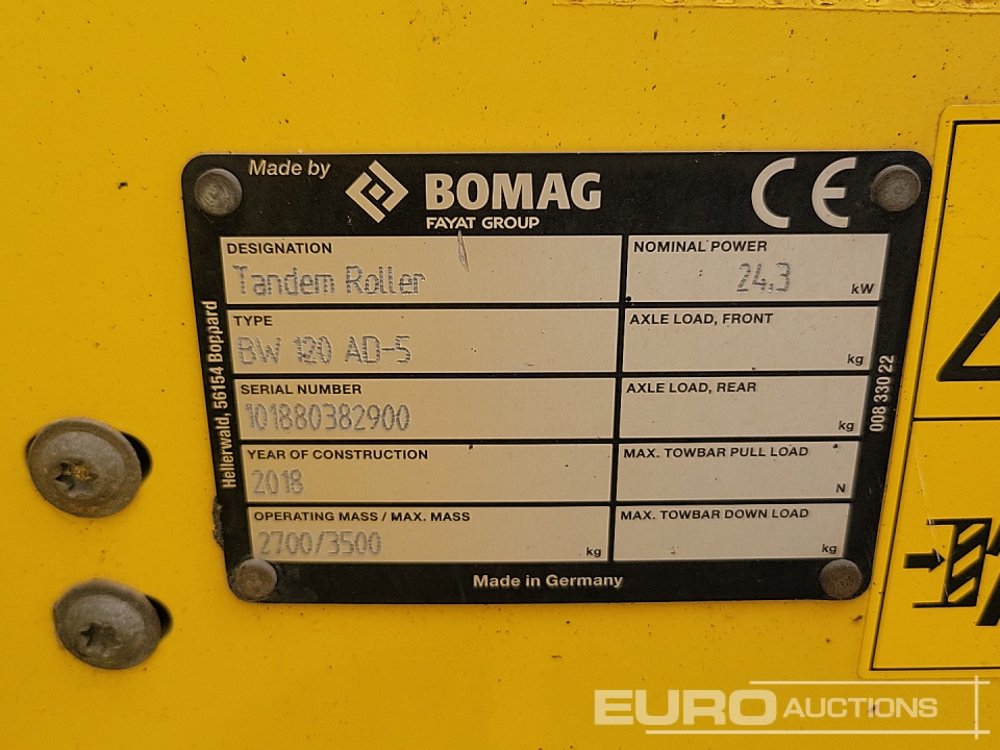 Made by
BOMAG
FAYAT GROUP
CE
DESIGNATION
Tandem Roller
NOMINAL POWER
24.3 kW
TYPE
BW 120 AD-5
AXLE LOAD, FRONT
kg
SERIAL NUMBER
101880382900
AXLE LOAD, REAR
kg
YEAR OF CONSTRUCTION
2018
MAX. TOWBAR PULL LOAD
N
OPERATING MASS / MAX. MASS
2700/3500 kg
MAX. TOWBAR DOWN LOAD
kg
Made in Germany
Hellerwald, 56154 Boppard
008 330 22
EURO AUCTIONS